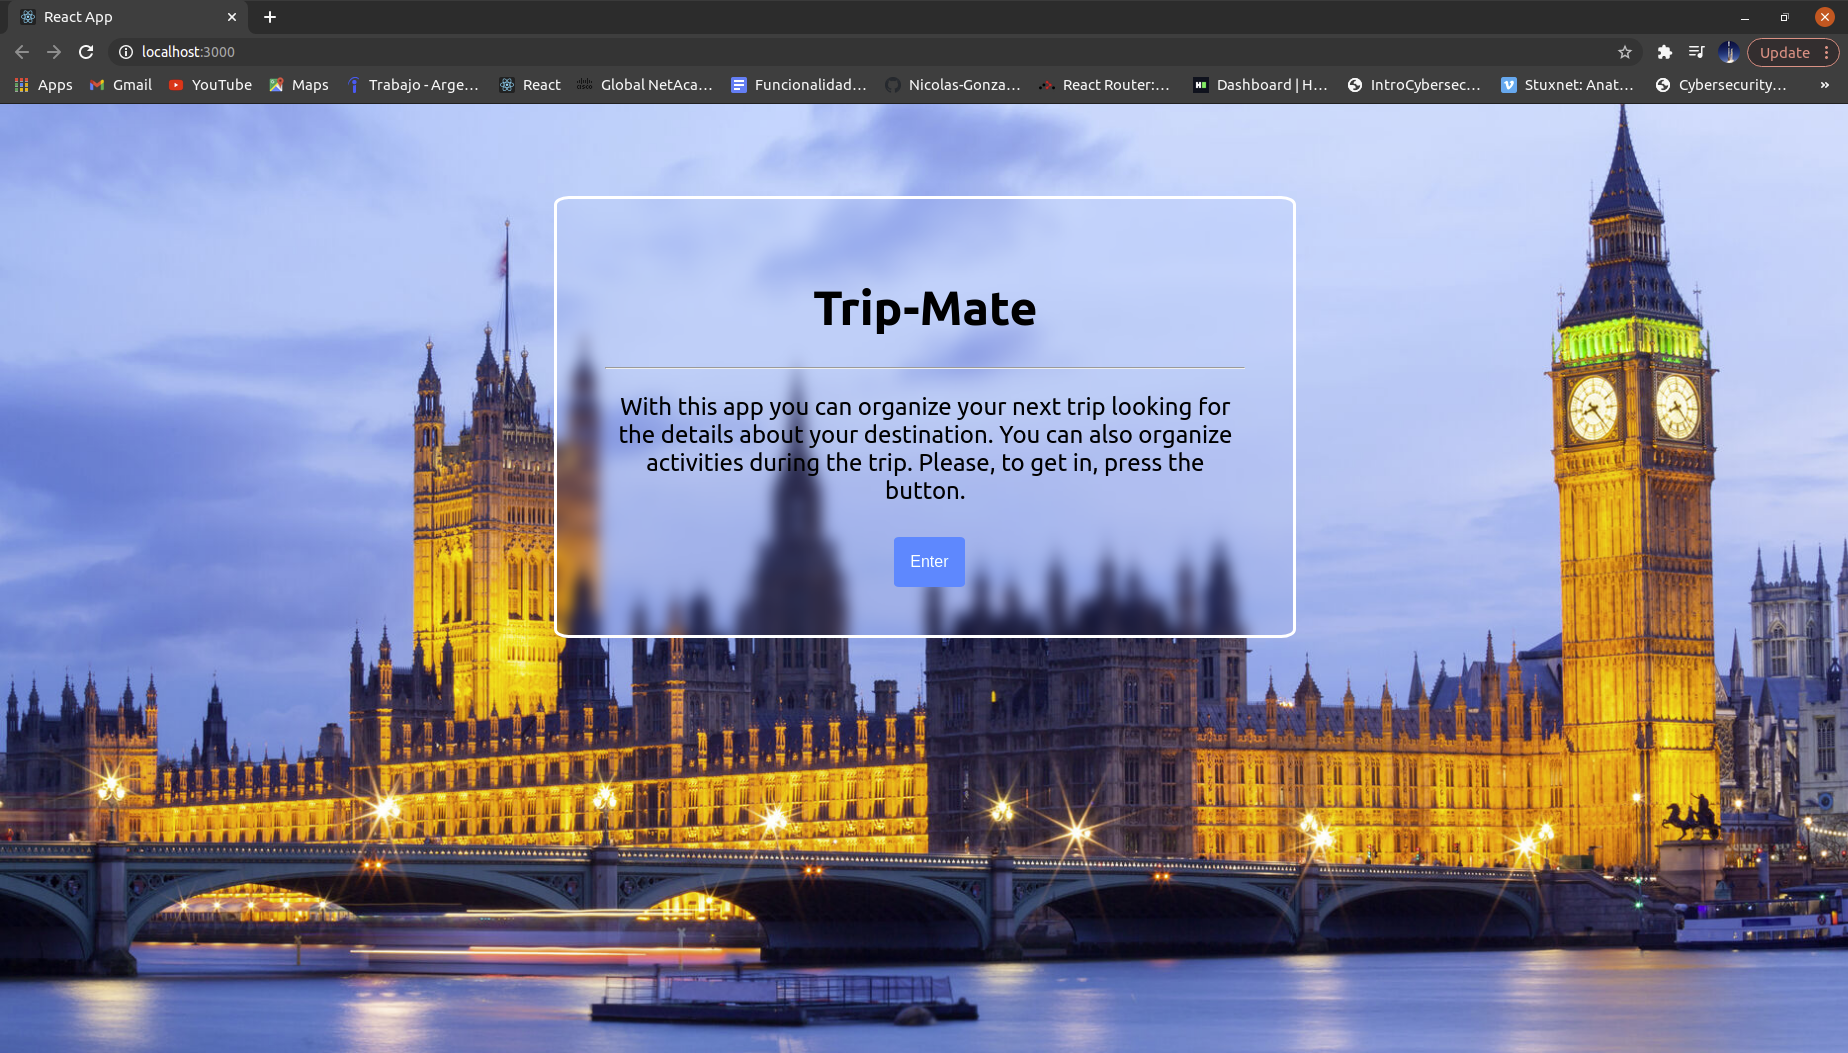 React App
localhost:3000
Update
Apps Gmail YouTube Maps Trabajo - Arge... React Global NetAca... Funcionalidad... Nicolas-Gonza... React Router:... Dashboard | H... IntroCybersec... Stuxnet: Anat... Cybersecurity... »
Trip-Mate
With this app you can organize your next trip looking for
the details about your destination. You can also organize
activities during the trip. Please, to get in, press the
button.
Enter